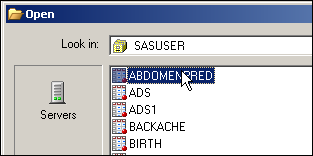 Open
Look in: SASUSER
ABDOMENPRED
ADS
Servers
ADS1
BACKACHE
BIRTH